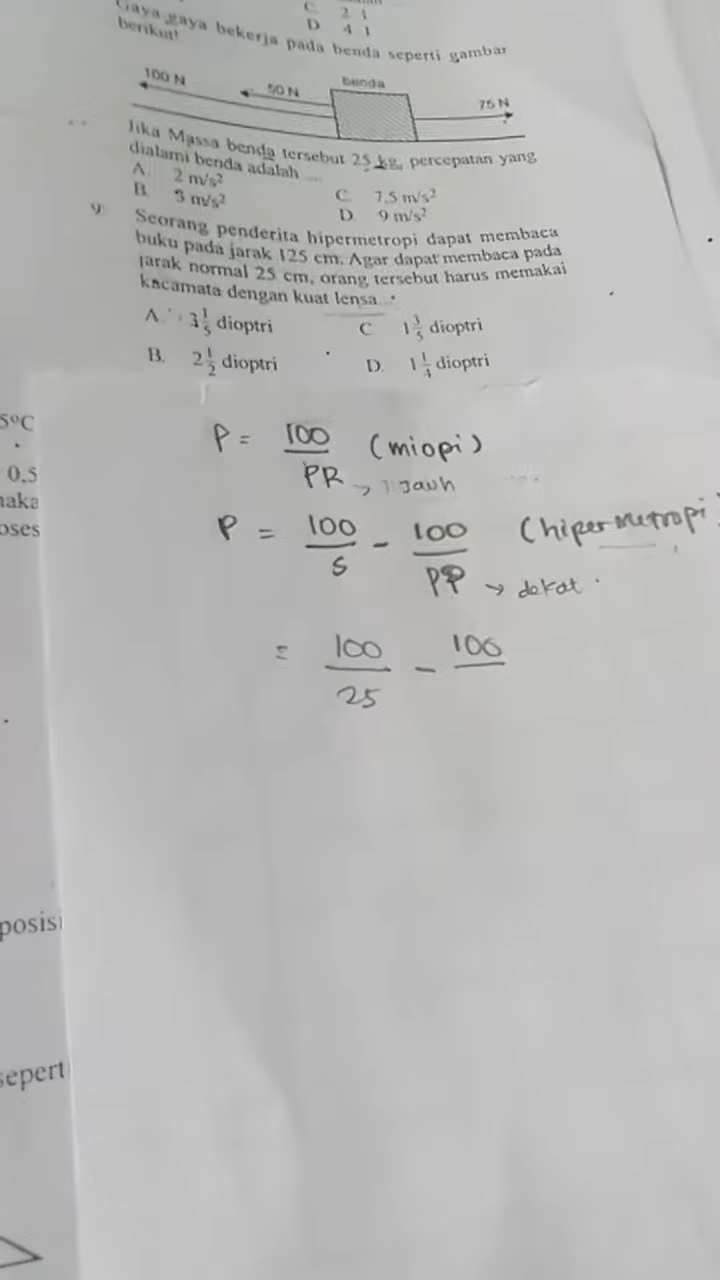 C. 2 1
D 4 1
Gaya gaya bekerja pada benda seperti gambar
berikut!
100 N
50 N
benda
75 N
Jika Massa benda tersebut 25 kg, percepatan yang
dialami benda adalah ....
A. 2 m/s²
B. 3 m/s²
C. 7,5 m/s²
D. 9 m/s²
9 Seorang penderita hipermetropi dapat membaca
buku pada jarak 125 cm. Agar dapat membaca pada
jarak normal 25 cm, orang tersebut harus memakai
kacamata dengan kuat lensa...
A. 3 1/5 dioptri
C. 1 3/5 dioptri
B. 2 1/2 dioptri
D. 1 1/4 dioptri
5°C
0,5
naka
oses
P = 100/PR (miopi)
→ Jauh
P = 100/S - 100/PP (hipermetropi)
→ dekat.
= 100/25 - 100
posisi
sepert